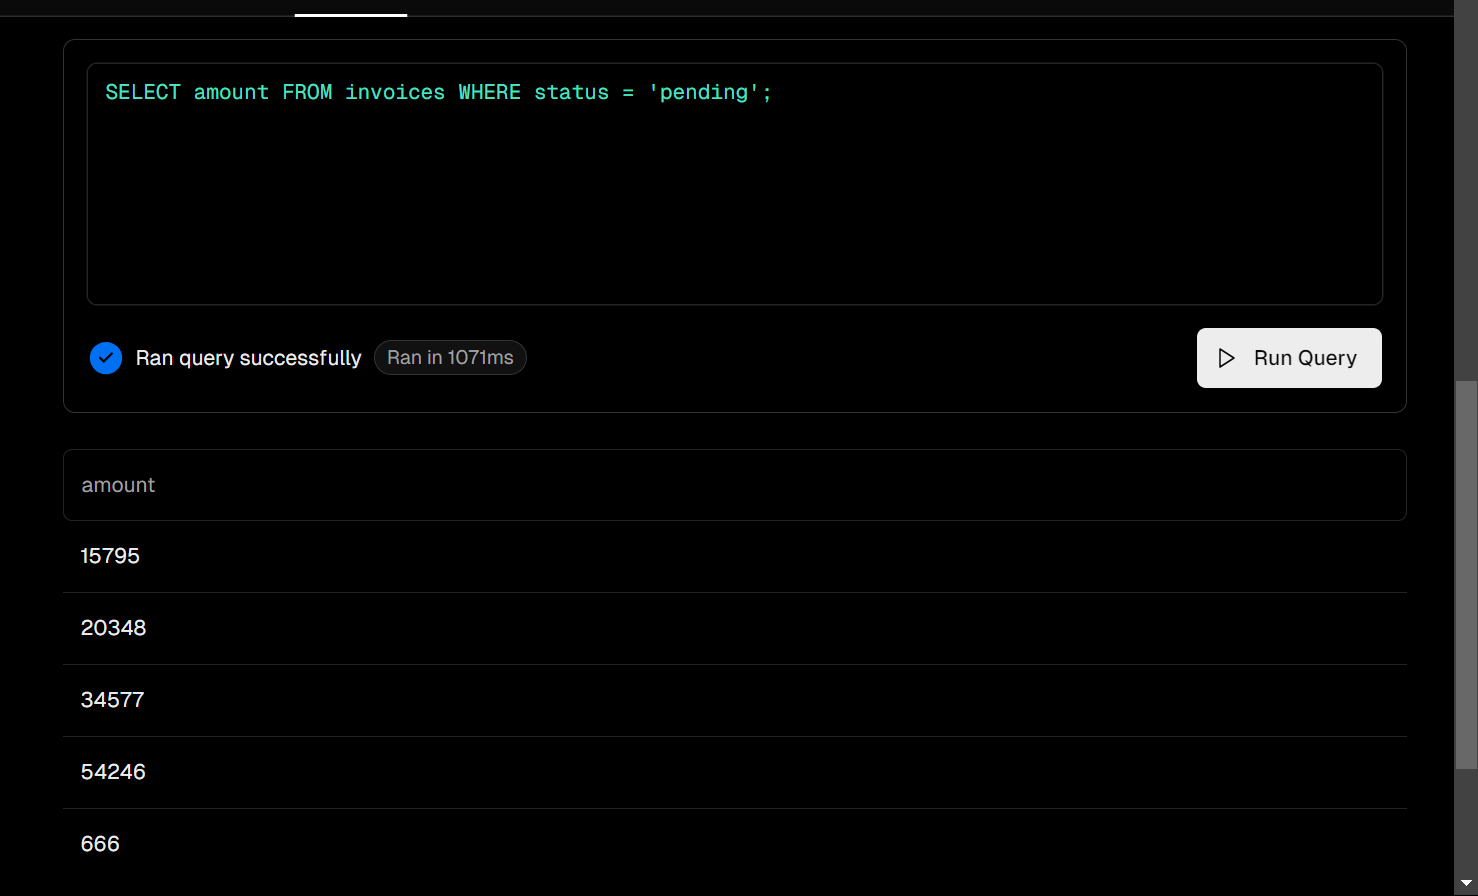 SELECT amount FROM invoices WHERE status = 'pending';
Ran query successfully Ran in 1071ms Run Query
amount
15795
20348
34577
54246
666